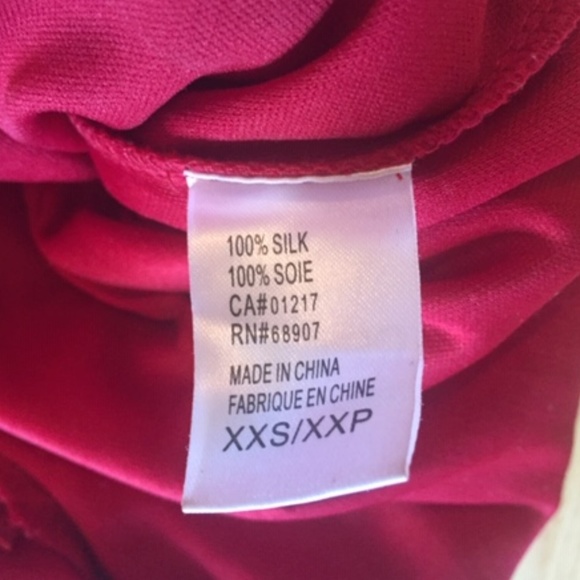 100% SILK
100% SOIE
CA#01217
RN#68907
MADE IN CHINA
FABRIQUE EN CHINE
XXS/XXP